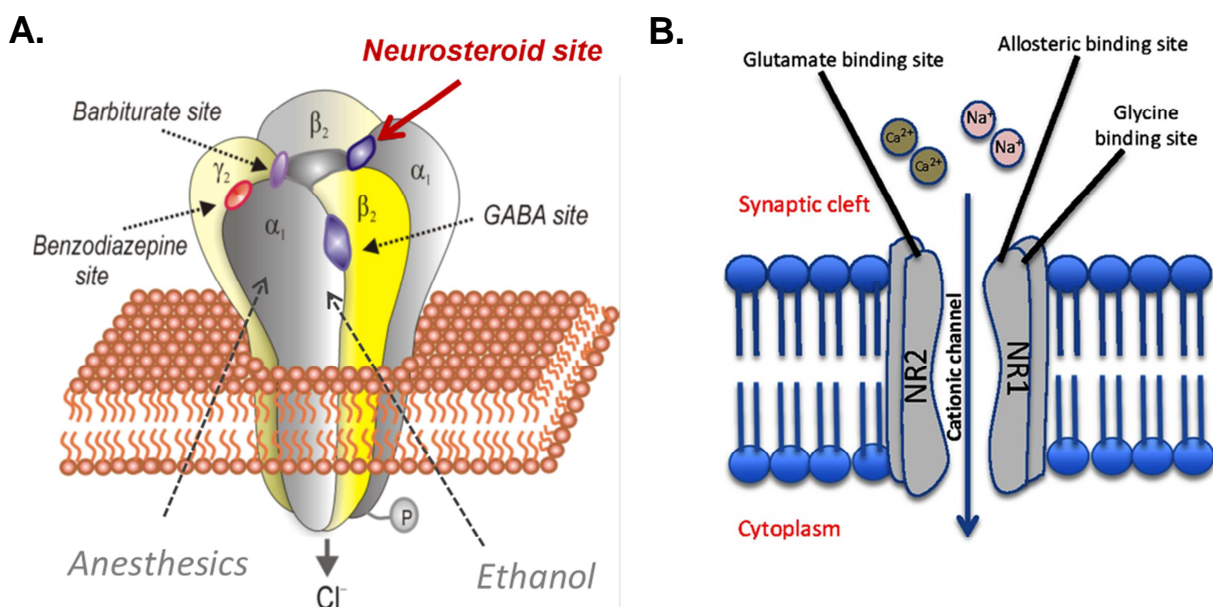 A.
Neurosteroid site
Barbiturate site
β₂
γ₂
α₁
β₂
α₁
GABA site
Benzodiazepine
site
P
Anesthesics
Ethanol
Cl⁻
B.
Allosteric binding site
Glutamate binding site
Glycine
binding site
Na⁺
Ca²⁺
Na⁺
Ca²⁺
Synaptic cleft
NR2
Cationic channel
NR1
Cytoplasm